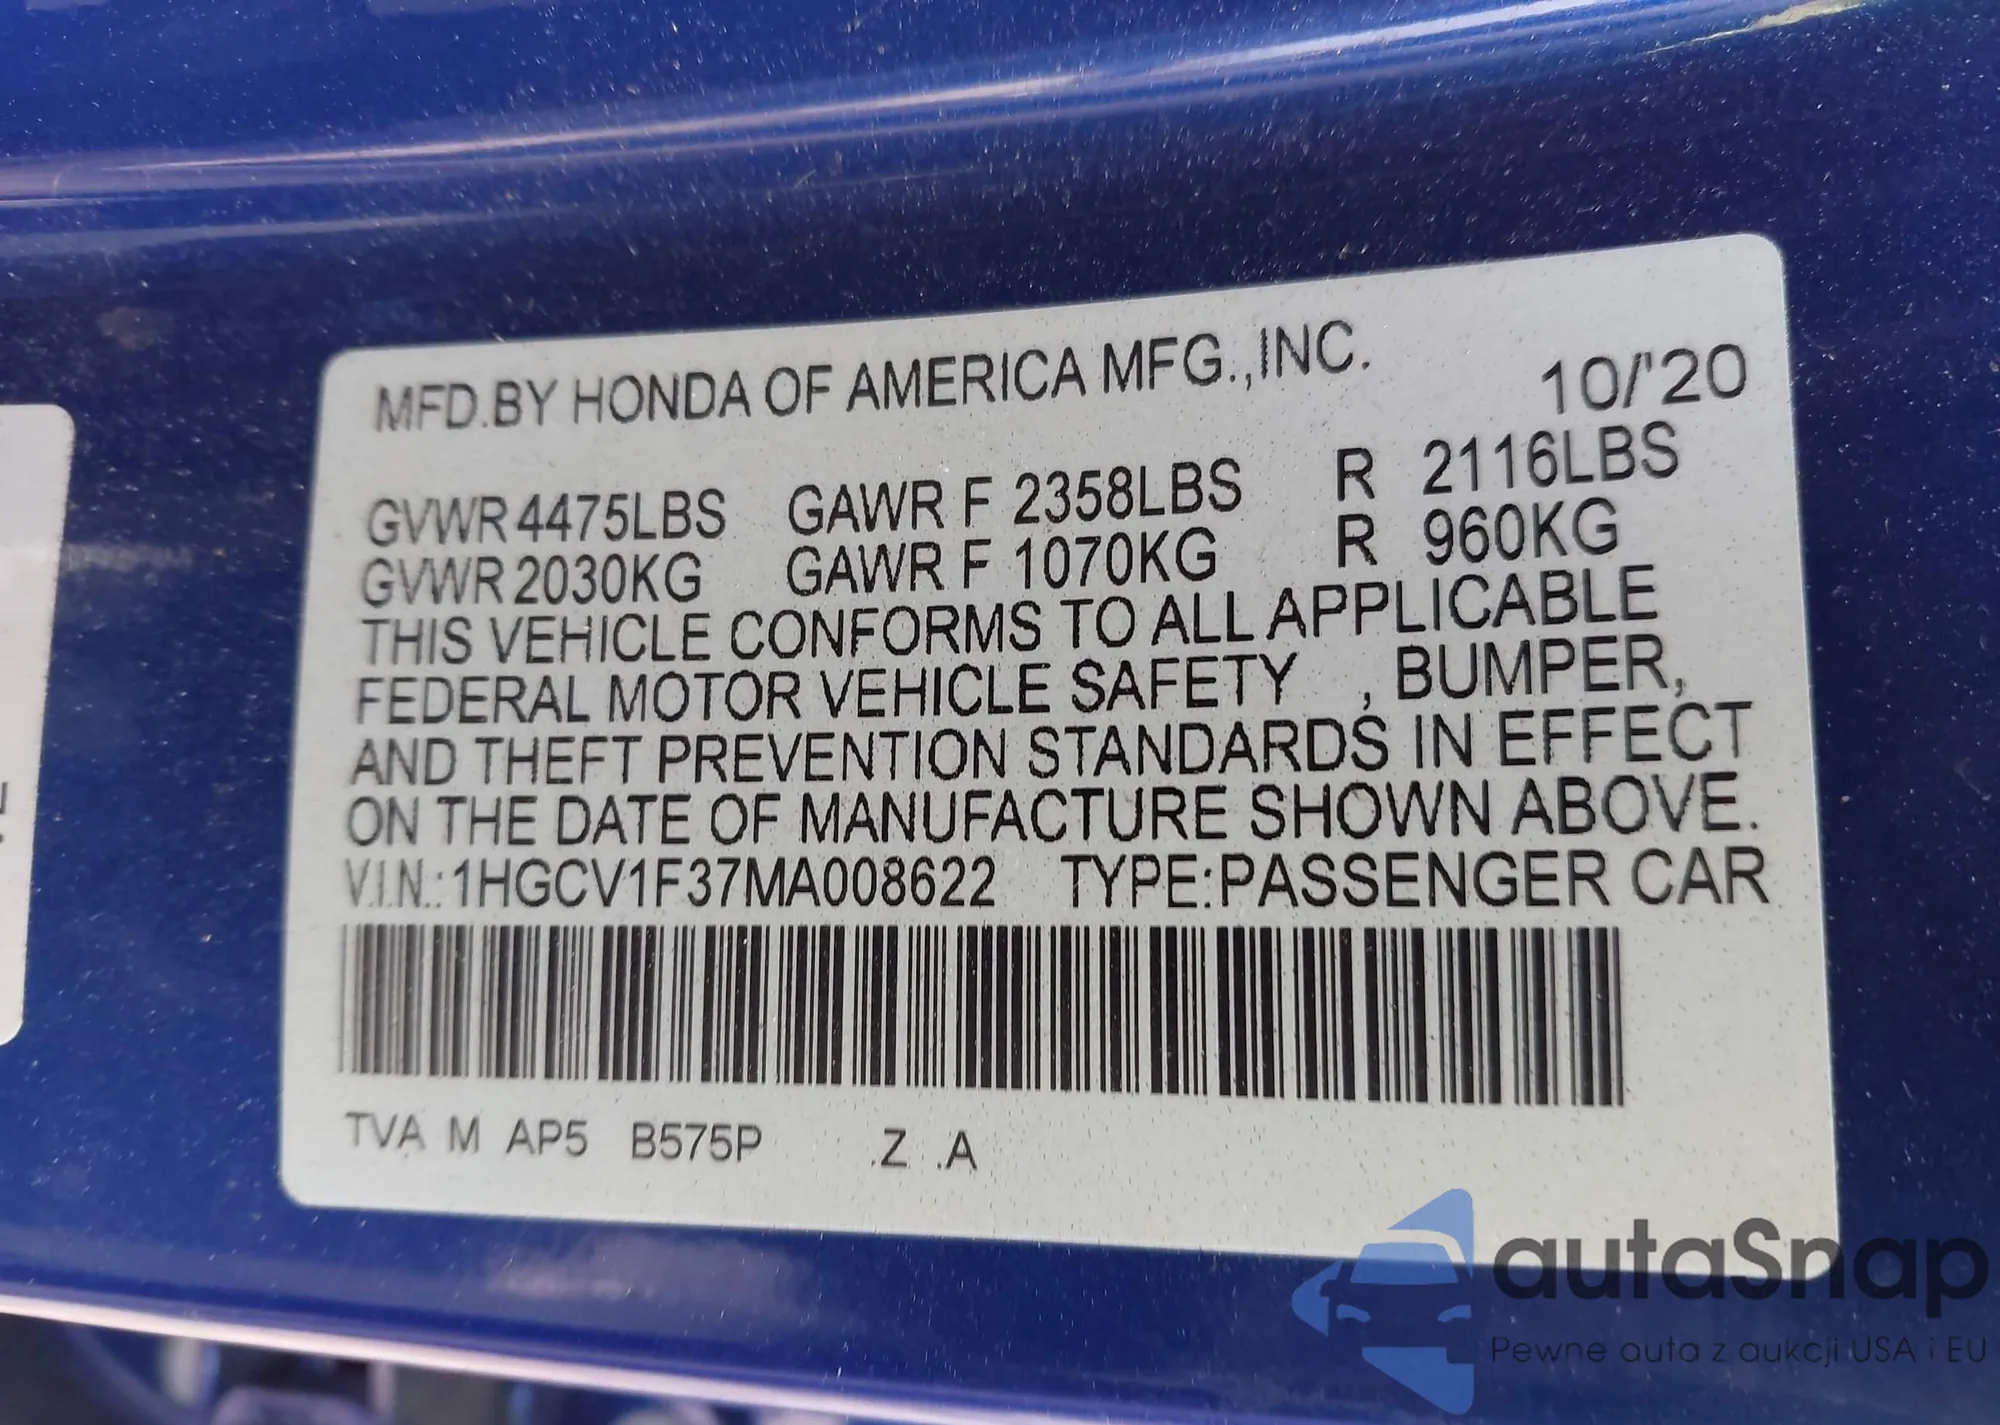 MFD.BY HONDA OF AMERICA MFG.,INC. 10/'20
GVWR 4475LBS GAWR F 2358LBS R 2116LBS
GVWR 2030KG GAWR F 1070KG R 960KG
THIS VEHICLE CONFORMS TO ALL APPLICABLE
FEDERAL MOTOR VEHICLE SAFETY , BUMPER,
AND THEFT PREVENTION STANDARDS IN EFFECT
ON THE DATE OF MANUFACTURE SHOWN ABOVE.
V.I.N.: 1HGCV1F37MA008622 TYPE:PASSENGER CAR
TVA M AP5 B575P .Z .A
autaSnap
Pewne auta z aukcji USA i EU